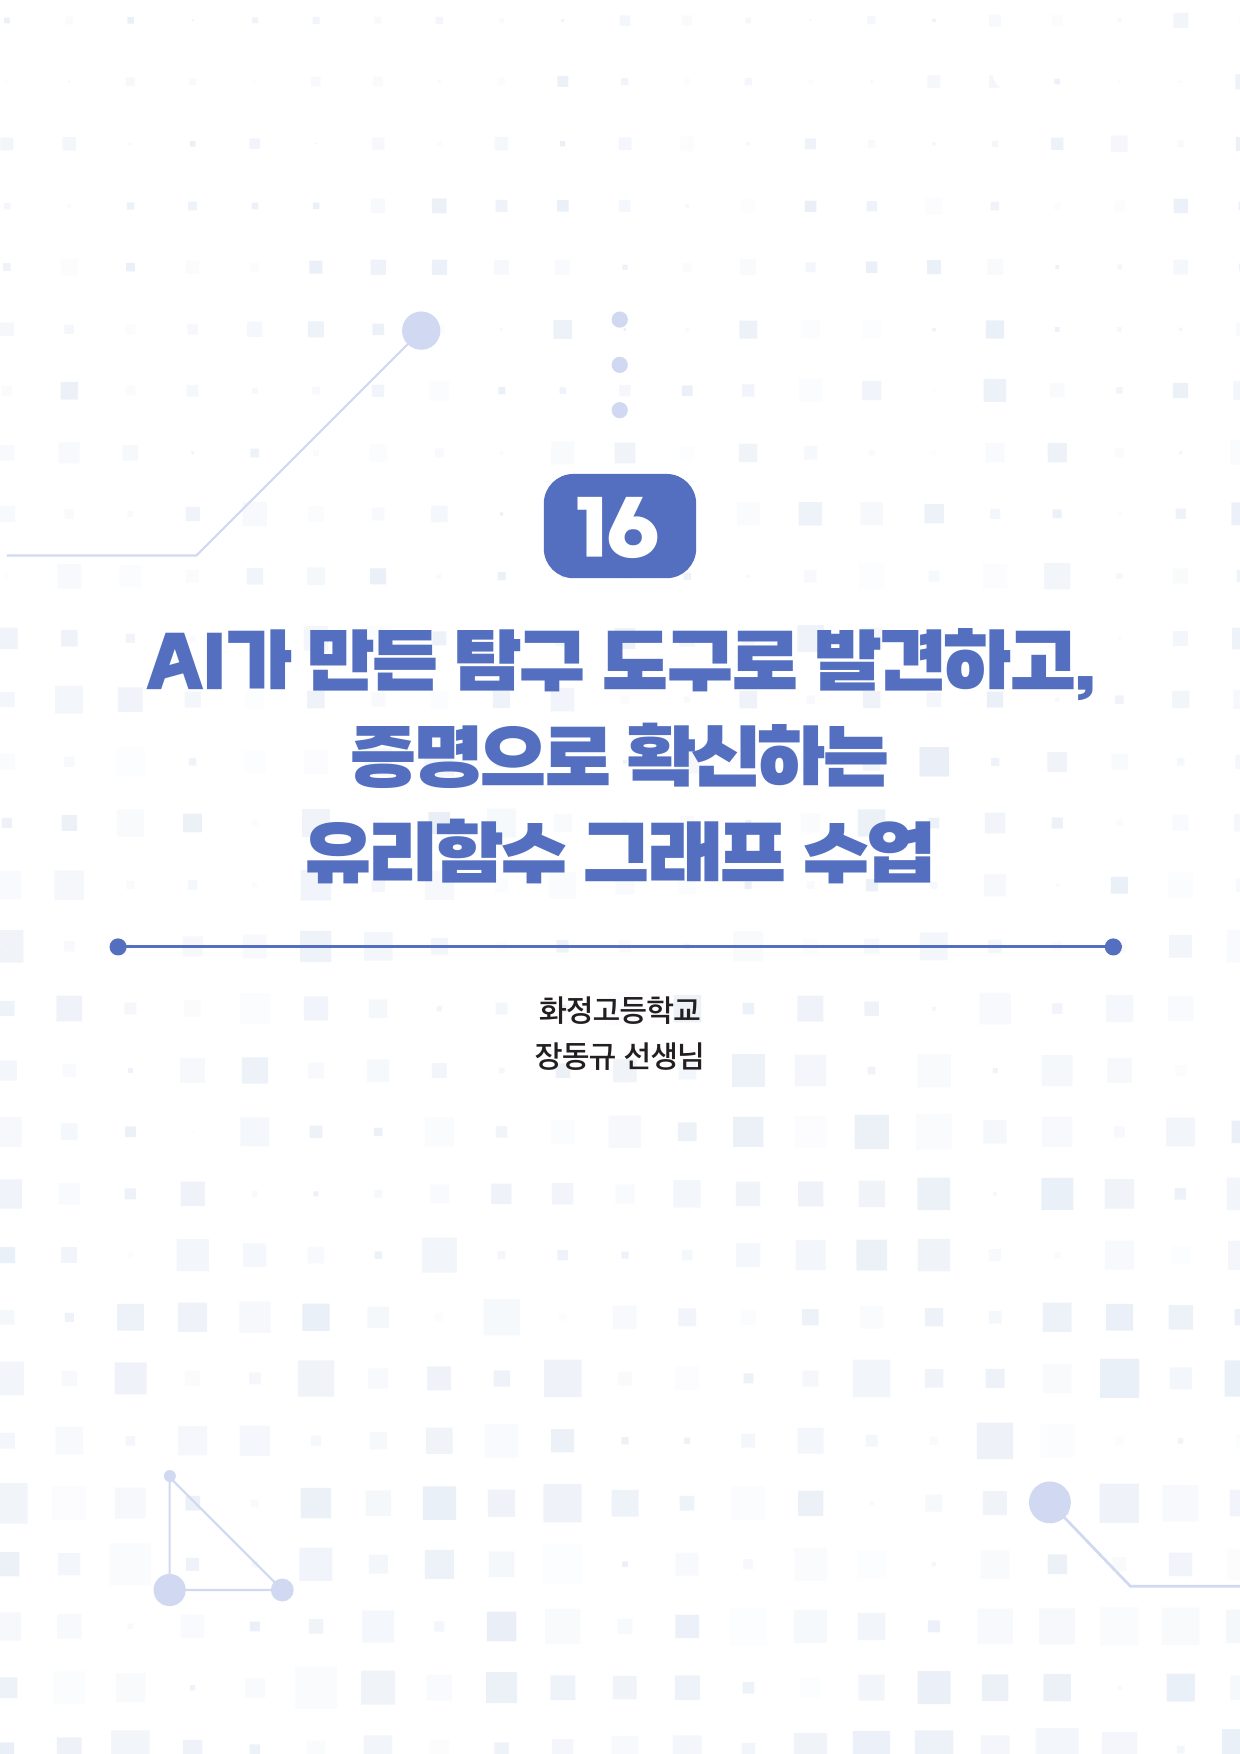 16
AI가 만든 탐구 도구로 발견하고,
증명으로 확신하는
유리함수 그래프 수업
화정고등학교
장동규 선생님